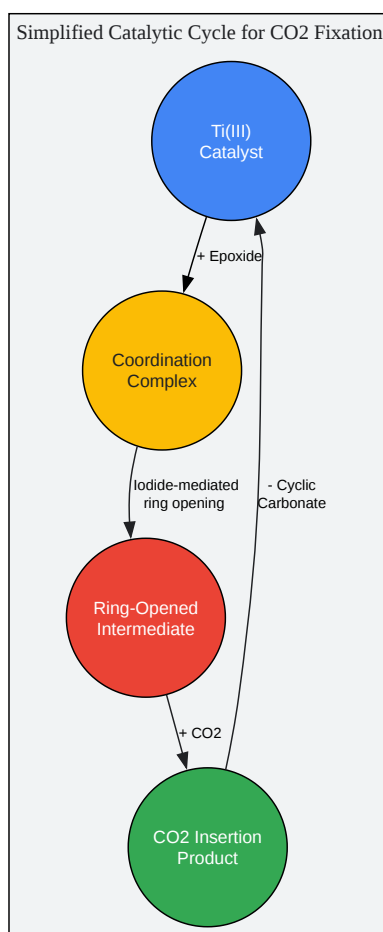 Simplified Catalytic Cycle for CO2 Fixation
Ti(III)
Catalyst
+ Epoxide
Coordination
Complex
Iodide-mediated
ring opening
- Cyclic
Carbonate
Ring-Opened
Intermediate
+ CO2
CO2 Insertion
Product